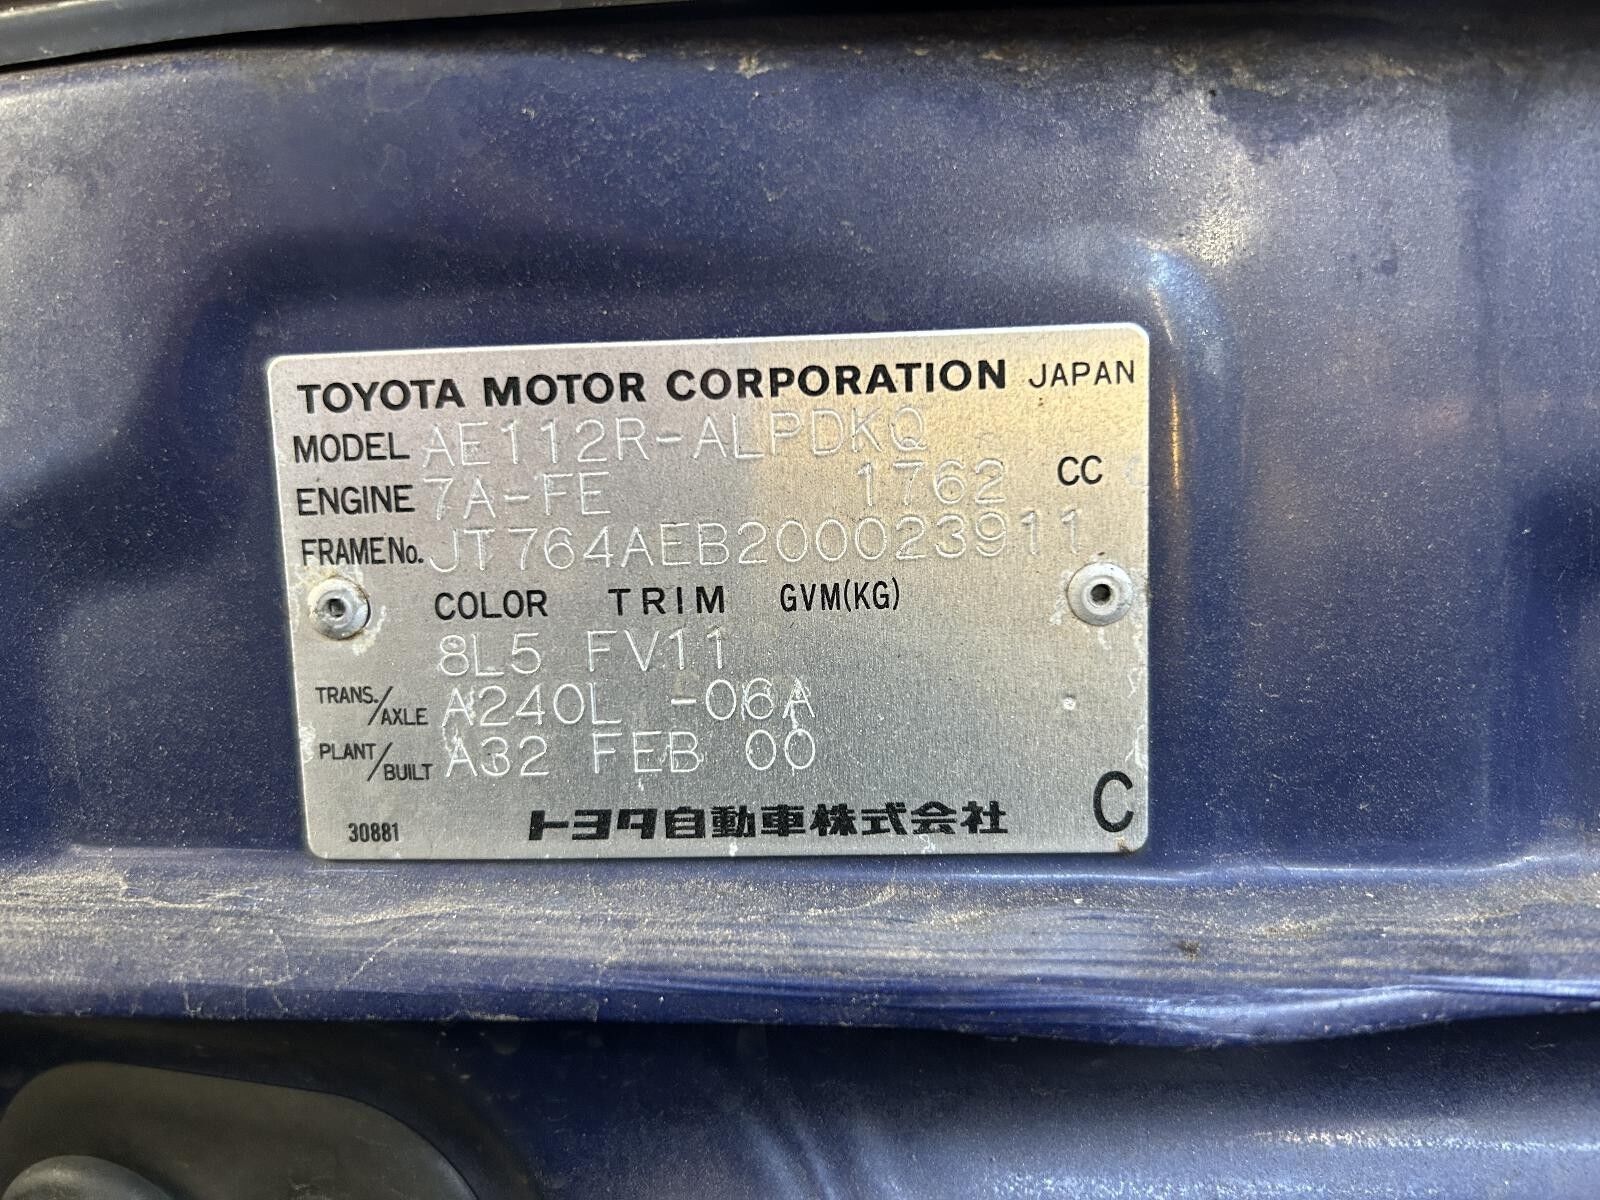 TOYOTA MOTOR CORPORATION JAPAN
MODEL AE112R-ALPDKQ
ENGINE 7A-FE 1762 CC
FRAME No. JT764AEB200023911
COLOR TRIM GVM(KG)
8L5 FV11
TRANS./AXLE A240L -06A
PLANT/BUILT A32 FEB 00
30881 トヨタ自動車株式会社 C